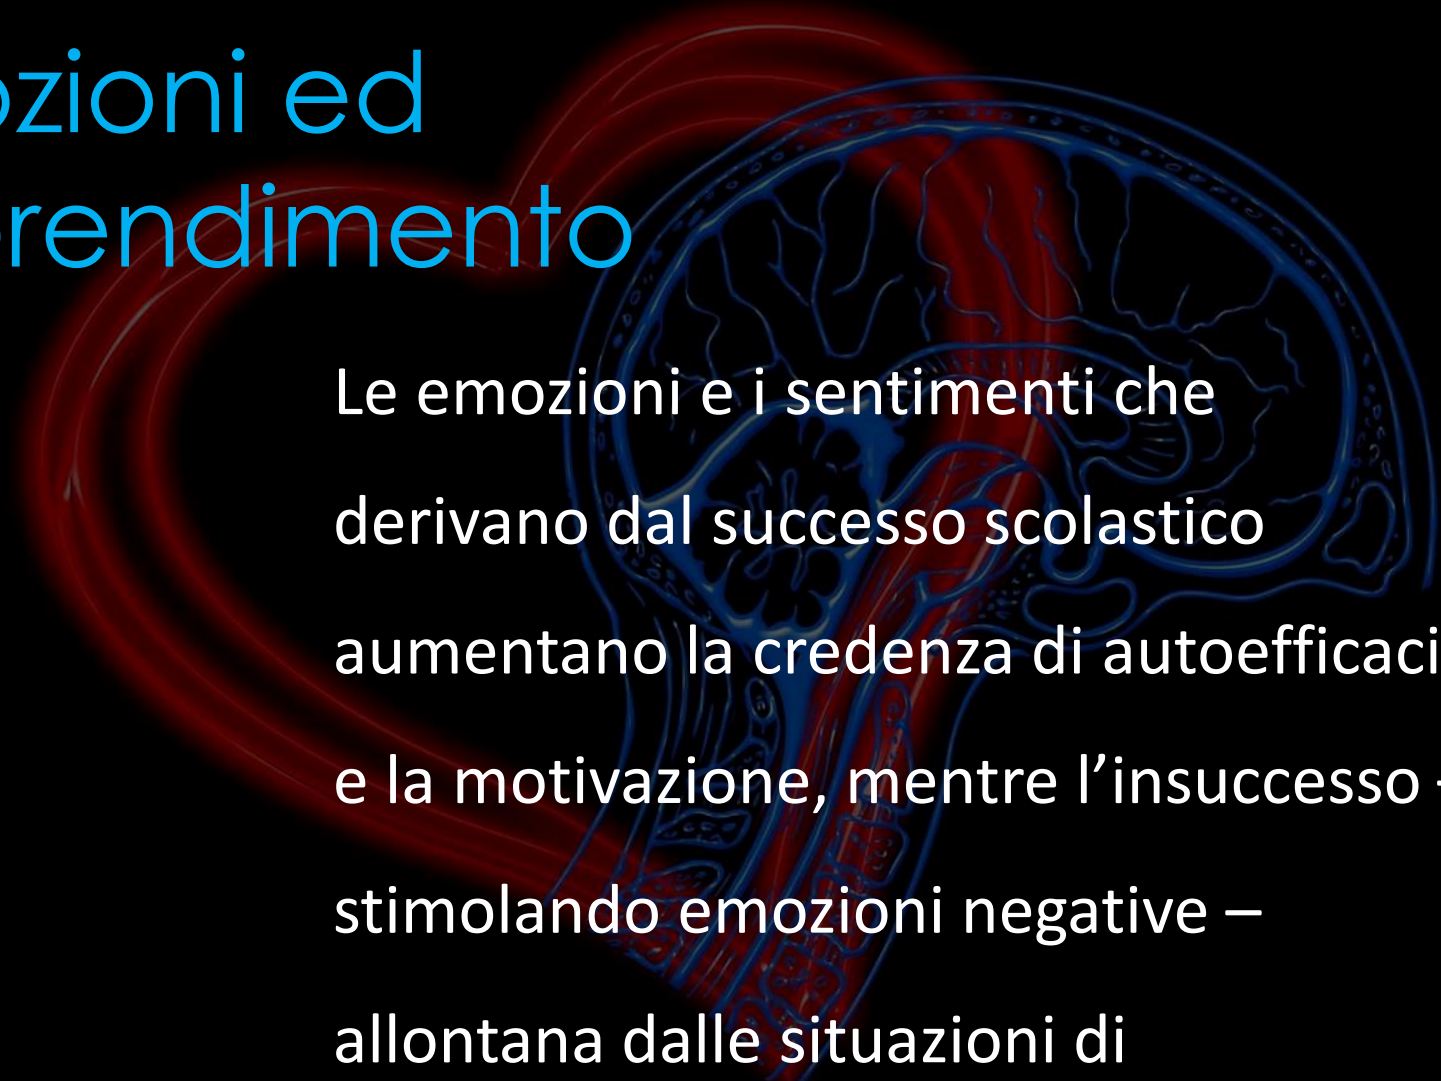 ozioni ed
rendimento
Le emozioni e i sentimenti che
derivano dal successo scolastico
aumentano la credenza di autoefficaci
e la motivazione, mentre l’insuccesso -
stimolando emozioni negative –
allontana dalle situazioni di